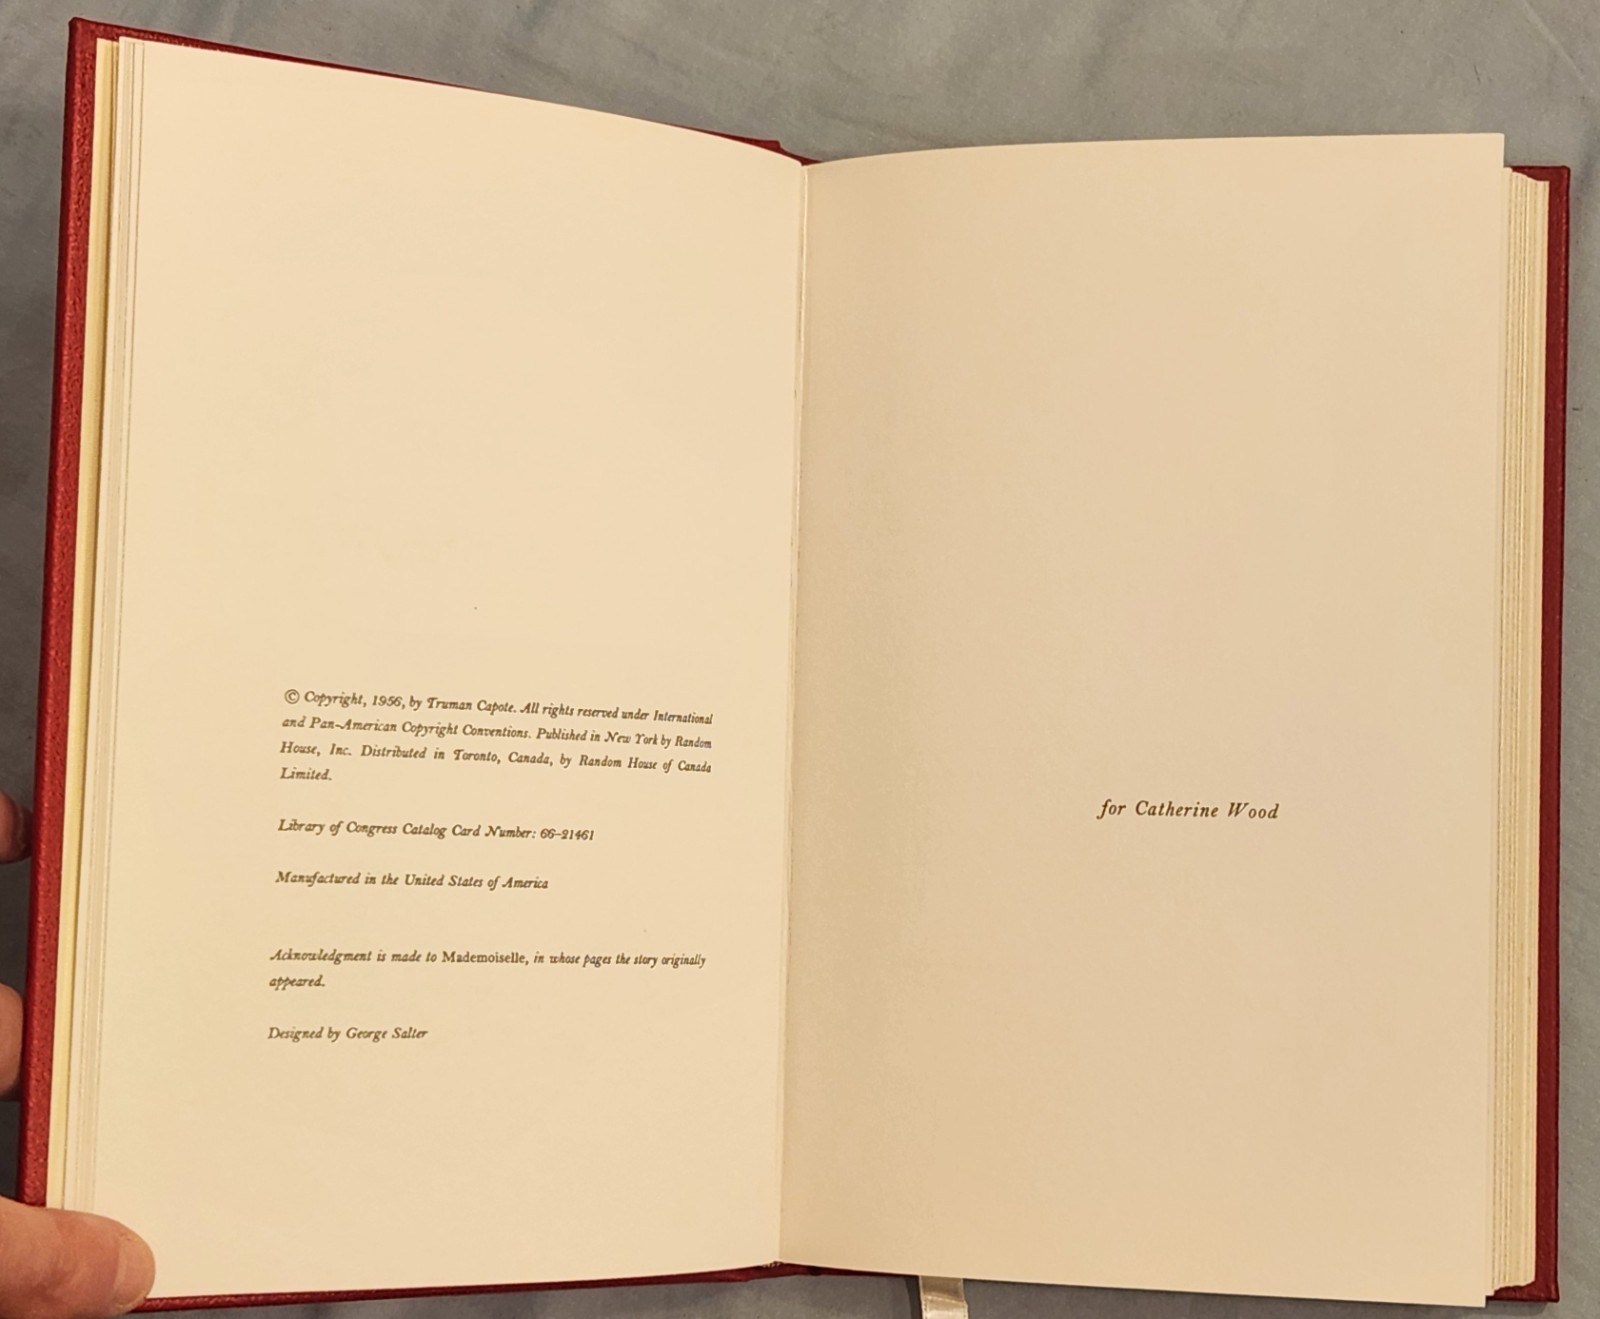 © Copyright, 1956, by Truman Capote. All rights reserved under International
and Pan-American Copyright Conventions. Published in New York by Random
House, Inc. Distributed in Toronto, Canada, by Random House of Canada
Limited.
Library of Congress Catalog Card Number: 66-21461
Manufactured in the United States of America
Acknowledgment is made to Mademoiselle, in whose pages the story originally
appeared.
Designed by George Salter
for Catherine Wood